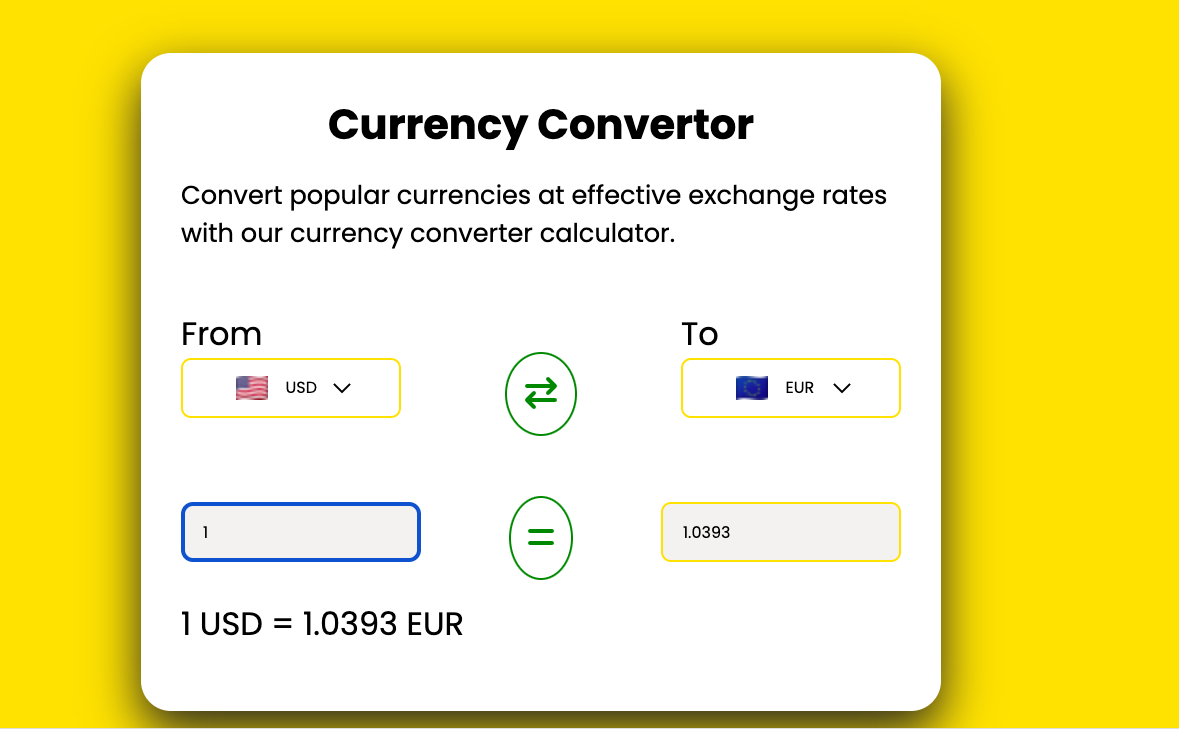 Currency Convertor
Convert popular currencies at effective exchange rates
with our currency converter calculator.
From
To
USD
EUR
1
=
1.0393
1 USD = 1.0393 EUR